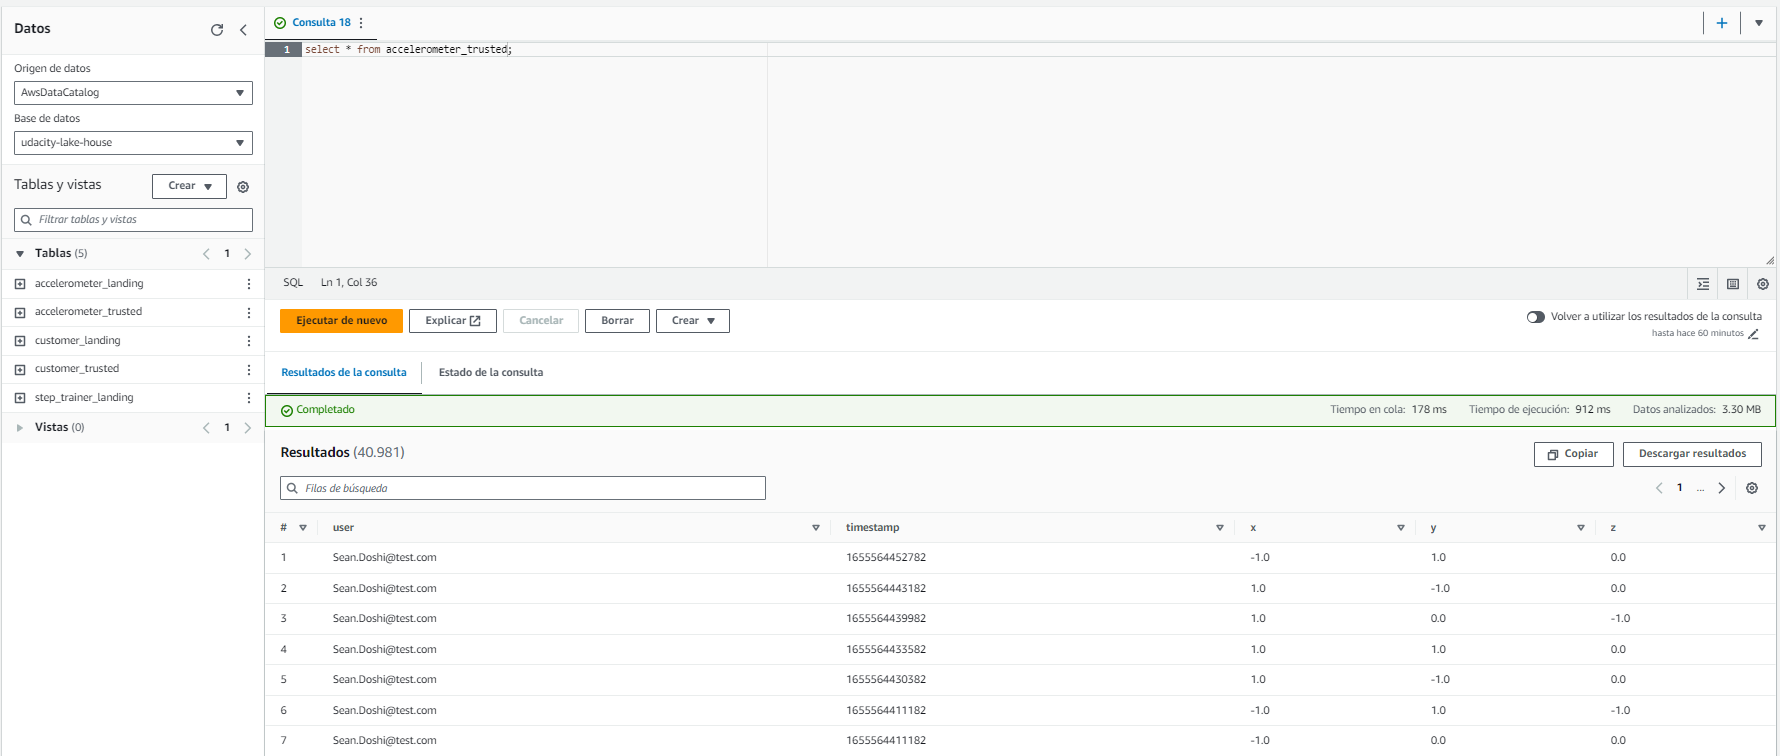 Datos
Origen de datos
AwsDataCatalog
Base de datos
udacity-lake-house
Tablas y vistas
Crear
Filtrar tablas y vistas
Tablas (5)
1
accelerometer_landing
accelerometer_trusted
customer_landing
customer_trusted
step_trainer_landing
Vistas (0)
1
Consulta 18
1 select * from accelerometer_trusted;
SQL Ln 1, Col 36
Ejecutar de nuevo Explicar Cancelar Borrar Crear
Volver a utilizar los resultados de la consulta
hasta hace 60 minutos
Resultados de la consulta Estado de la consulta
Completado Tiempo en cola: 178 ms Tiempo de ejecución: 912 ms Datos analizados: 3.30 MB
Resultados (40.981) Copiar Descargar resultados
Filas de búsqueda 1 ...
# user timestamp x y z
1 Sean.Doshi@test.com 1655564452782 -1.0 1.0 0.0
2 Sean.Doshi@test.com 1655564443182 1.0 -1.0 0.0
3 Sean.Doshi@test.com 1655564439982 1.0 0.0 -1.0
4 Sean.Doshi@test.com 1655564433582 1.0 1.0 0.0
5 Sean.Doshi@test.com 1655564430382 1.0 -1.0 0.0
6 Sean.Doshi@test.com 1655564411182 -1.0 1.0 -1.0
7 Sean.Doshi@test.com 1655564411182 -1.0 0.0 0.0